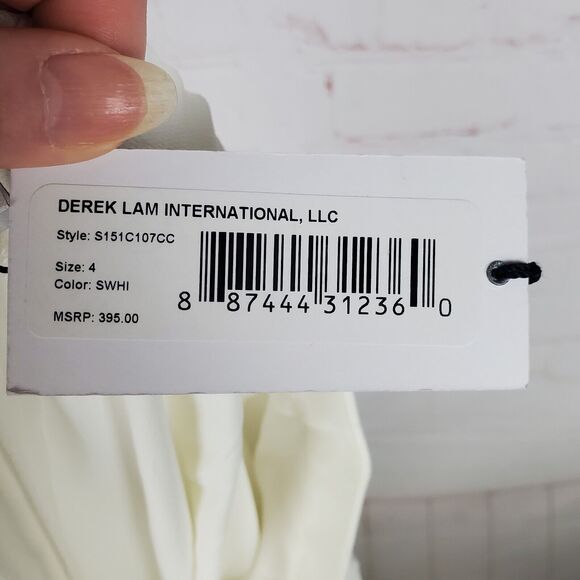 DEREK LAM INTERNATIONAL, LLC
Style: S151C107CC
Size: 4
Color: SWHI
MSRP: 395.00
8 87444 31236 0